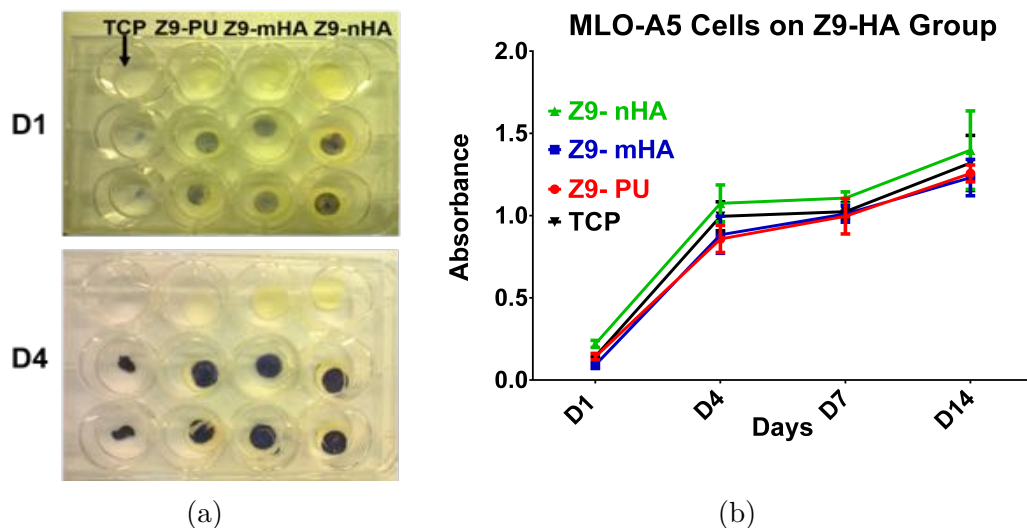 TCP Z9-PU Z9-mHA Z9-nHA
D1
D4
(a)
MLO-A5 Cells on Z9-HA Group
2.0
1.5
1.0
0.5
0.0
Absorbance
Z9- nHA
Z9- mHA
Z9- PU
TCP
D1
D4
D7
D14
Days
(b)